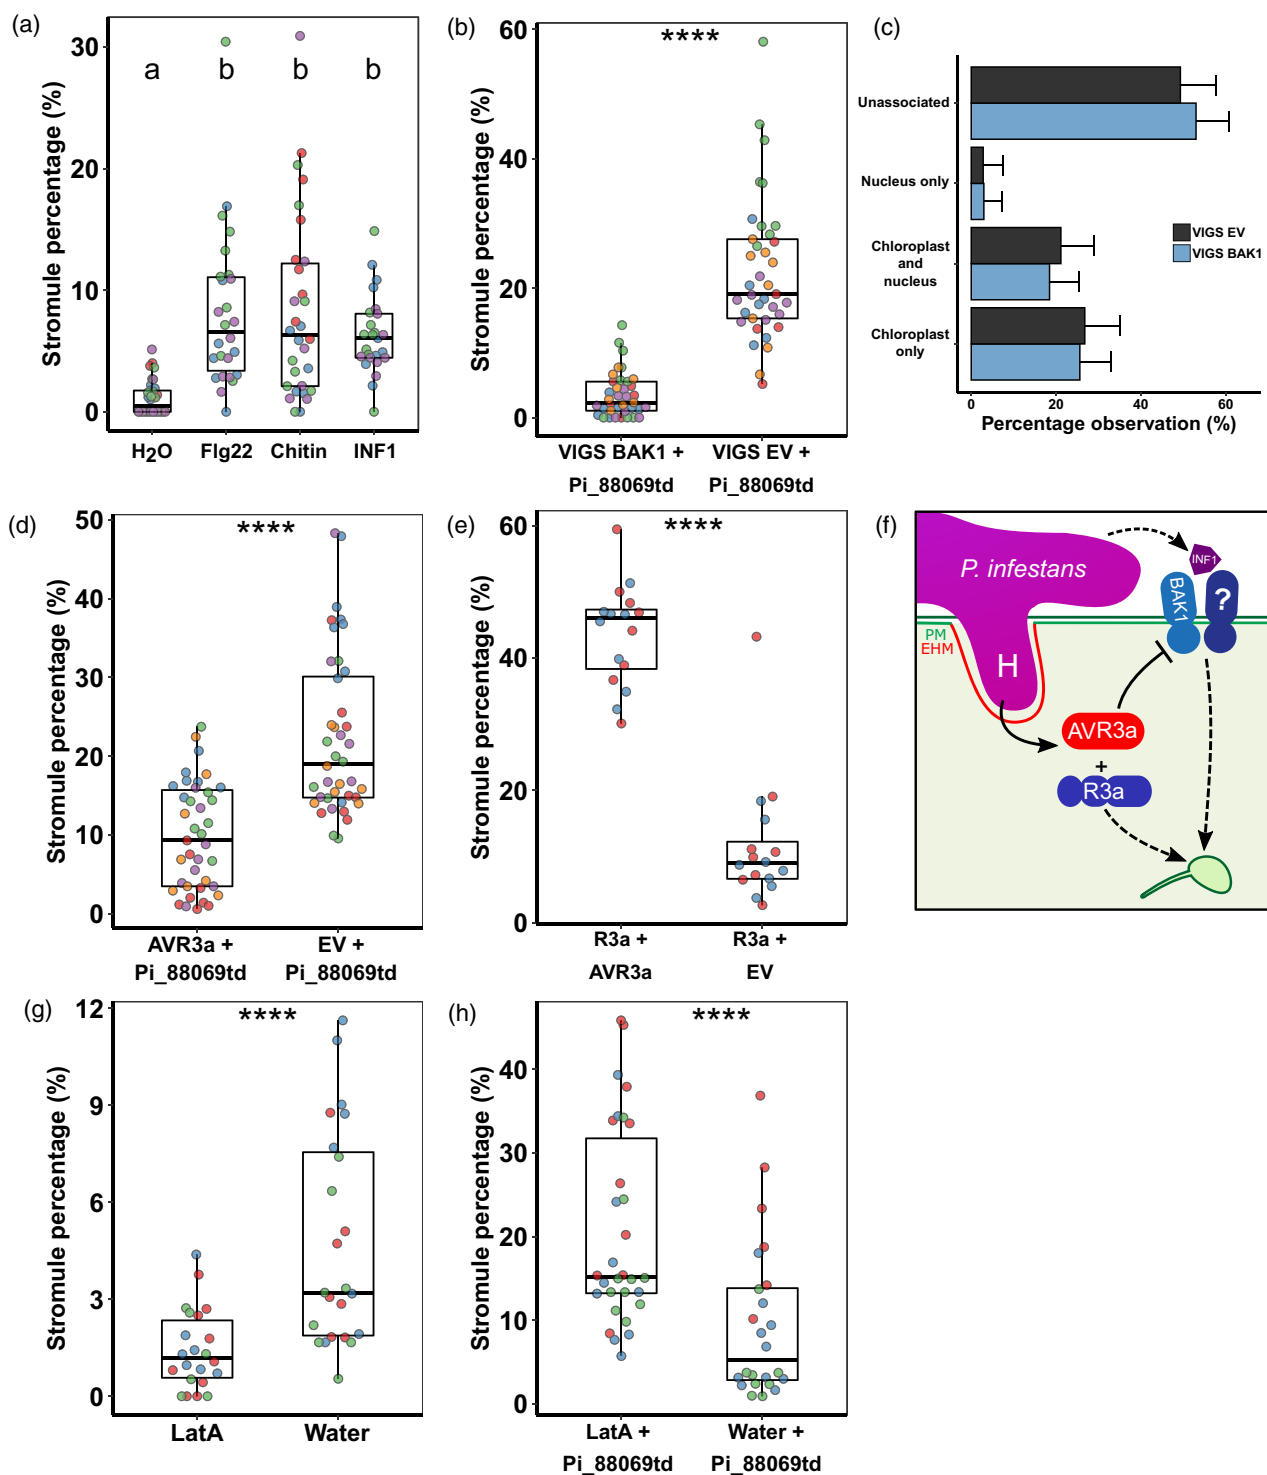 (a)
Stromule percentage (%)
30
20
10
0
a
b
b
b
H2O
Flg22
Chitin
INF1
(b)
Stromule percentage (%)
60
40
20
0
****
VIGS BAK1 +
Pi_88069td
VIGS EV +
Pi_88069td
(c)
Unassociated
Nucleus only
Chloroplast
and
nucleus
Chloroplast
only
VIGS EV
VIGS BAK1
0
20
40
60
Percentage observation (%)
(d)
Stromule percentage (%)
50
40
30
20
10
0
****
AVR3a +
Pi_88069td
EV +
Pi_88069td
(e)
Stromule percentage (%)
60
40
20
0
****
R3a +
AVR3a
R3a +
EV
(f)
P. infestans
INF1
BAK1
?
PM
EHM
H
AVR3a
+
R3a
(g)
Stromule percentage (%)
12
9
6
3
0
****
LatA
Water
(h)
Stromule percentage (%)
40
30
20
10
0
****
LatA +
Pi_88069td
Water +
Pi_88069td